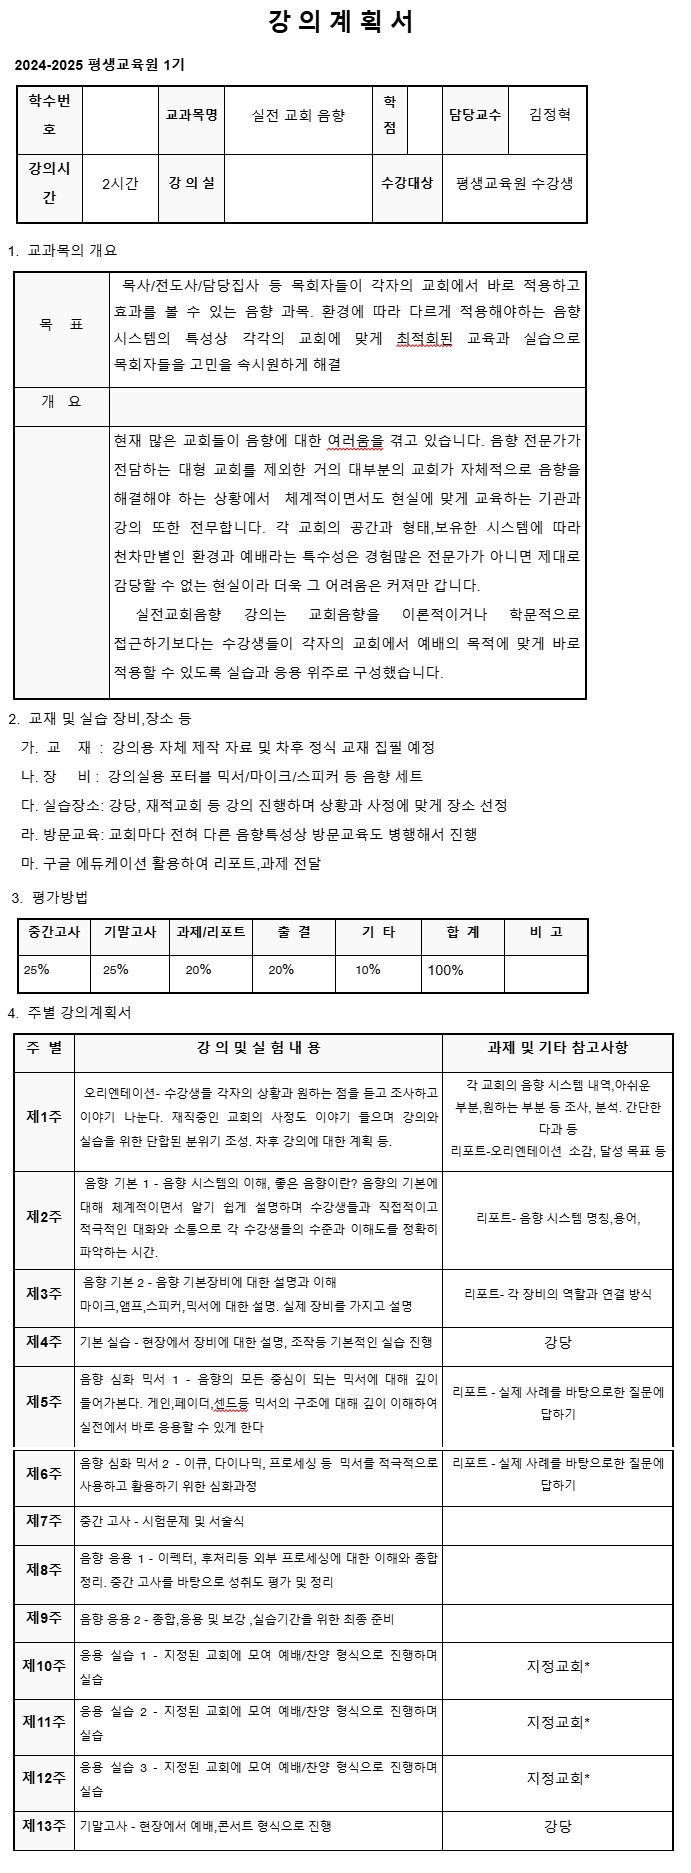 강 의 계 획 서
2024-2025 평생교육원 1기
학수번호 교과목명 실전 교회 음향 학점 담당교수 김정혁
강의시간 2시간 강 의 실 수강대상 평생교육원 수강생
1. 교과목의 개요
목 표
목사/전도사/담당집사 등 목회자들이 각자의 교회에서 바로 적용하고
효과를 볼 수 있는 음향 과목. 환경에 따라 다르게 적용해야하는 음향
시스템의 특성상 각각의 교회에 맞게 최적회된 교육과 실습으로
목회자들을 고민을 속시원하게 해결
개 요
현재 많은 교회들이 음향에 대한 여러움을 겪고 있습니다. 음향 전문가가
전담하는 대형 교회를 제외한 거의 대부분의 교회가 자체적으로 음향을
해결해야 하는 상황에서 체계적이면서도 현실에 맞게 교육하는 기관과
강의 또한 전무합니다. 각 교회의 공간과 형태,보유한 시스템에 따라
천차만별인 환경과 예배라는 특수성은 경험많은 전문가가 아니면 제대로
감당할 수 없는 현실이라 더욱 그 어려움은 커져만 갑니다.
실전교회음향 강의는 교회음향을 이론적이거나 학문적으로
접근하기보다는 수강생들이 각자의 교회에서 예배의 목적에 맞게 바로
적용할 수 있도록 실습과 응용 위주로 구성했습니다.
2. 교재 및 실습 장비,장소 등
가. 교 재 : 강의용 자체 제작 자료 및 차후 정식 교재 집필 예정
나. 장 비 : 강의실용 포터블 믹서/마이크/스피커 등 음향 세트
다. 실습장소: 강당, 재적교회 등 강의 진행하며 상황과 사정에 맞게 장소 선정
라. 방문교육: 교회마다 전혀 다른 음향특성상 방문교육도 병행해서 진행
마. 구글 에듀케이션 활용하여 리포트,과제 전달
3. 평가방법
중간고사 기말고사 과제/리포트 출 결 기 타 합 계 비 고
25% 25% 20% 20% 10% 100%
4. 주별 강의계획서
주 별 강 의 및 실 험 내 용 과제 및 기타 참고사항
제1주
오리엔테이션- 수강생들 각자의 상황과 원하는 점을 듣고 조사하고
이야기 나눈다. 재직중인 교회의 사정도 이야기 들으며 강의와
실습을 위한 단합된 분위기 조성. 차후 강의에 대한 계획 등.
각 교회의 음향 시스템 내역,아쉬운
부분,원하는 부분 등 조사, 분석. 간단한
다과 등
리포트-오리엔테이션 소감, 달성 목표 등
제2주
음향 기본 1 - 음향 시스템의 이해, 좋은 음향이란? 음향의 기본에
대해 체계적이면서 알기 쉽게 설명하며 수강생들과 직접적이고
적극적인 대화와 소통으로 각 수강생들의 수준과 이해도를 정확히
파악하는 시간.
리포트- 음향 시스템 명칭,용어,
제3주
음향 기본 2 - 음향 기본장비에 대한 설명과 이해
마이크,앰프,스피커,믹서에 대한 설명. 실제 장비를 가지고 설명
리포트- 각 장비의 역할과 연결 방식
제4주 기본 실습 - 현장에서 장비에 대한 설명, 조작등 기본적인 실습 진행 강당
제5주
음향 심화 믹서 1 - 음향의 모든 중심이 되는 믹서에 대해 깊이
들어가본다. 게인,페이더,센드등 믹서의 구조에 대해 깊이 이해하여
실전에서 바로 응용할 수 있게 한다
리포트 - 실제 사례를 바탕으로한 질문에
답하기
제6주
음향 심화 믹서 2 - 이큐, 다이나믹, 프로세싱 등 믹서를 적극적으로
사용하고 활용하기 위한 심화과정
리포트 - 실제 사례를 바탕으로한 질문에
답하기
제7주 중간 고사 - 시험문제 및 서술식
제8주
음향 응용 1 - 이펙터, 후처리등 외부 프로세싱에 대한 이해와 종합
정리. 중간 고사를 바탕으로 성취도 평가 및 정리
제9주 음향 응용 2 - 종합,응용 및 보강 ,실습기간을 위한 최종 준비
제10주
응용 실습 1 - 지정된 교회에 모여 예배/찬양 형식으로 진행하며
실습
지정교회*
제11주
응용 실습 2 - 지정된 교회에 모여 예배/찬양 형식으로 진행하며
실습
지정교회*
제12주
응용 실습 3 - 지정된 교회에 모여 예배/찬양 형식으로 진행하며
실습
지정교회*
제13주 기말고사 - 현장에서 예배,콘서트 형식으로 진행 강당